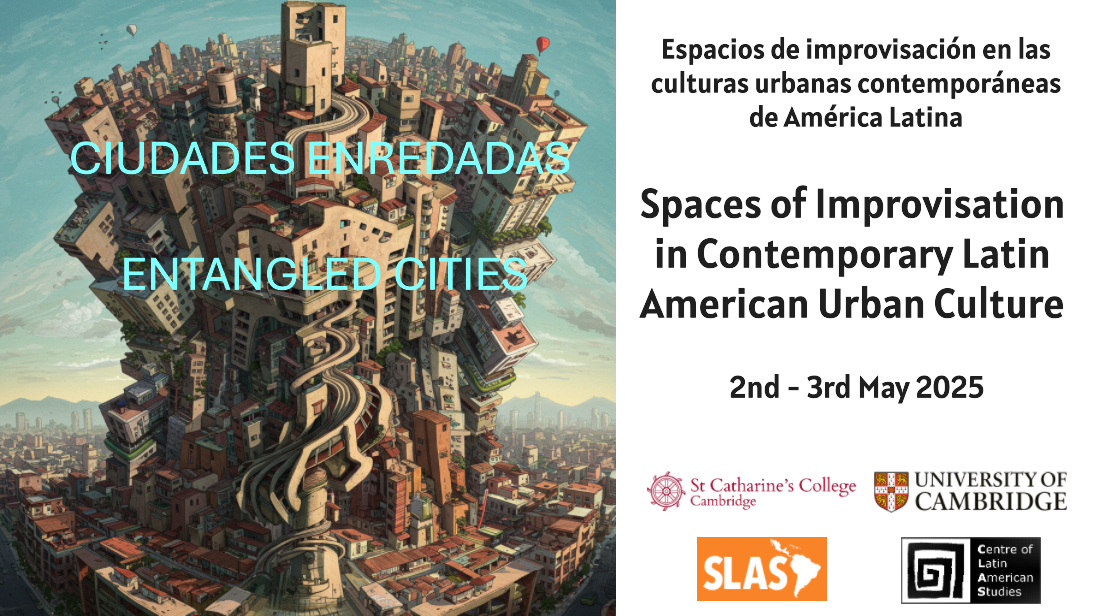 CIUDADES ENREDADAS
ENTANGLED CITIES
Espacios de improvisación en las
culturas urbanas contemporáneas
de América Latina
Spaces of Improvisation
in Contemporary Latin
American Urban Culture
2nd - 3rd May 2025
St Catharine's College
Cambridge
UNIVERSITY OF
CAMBRIDGE
SLAS
Centre of
Latin
American
Studies